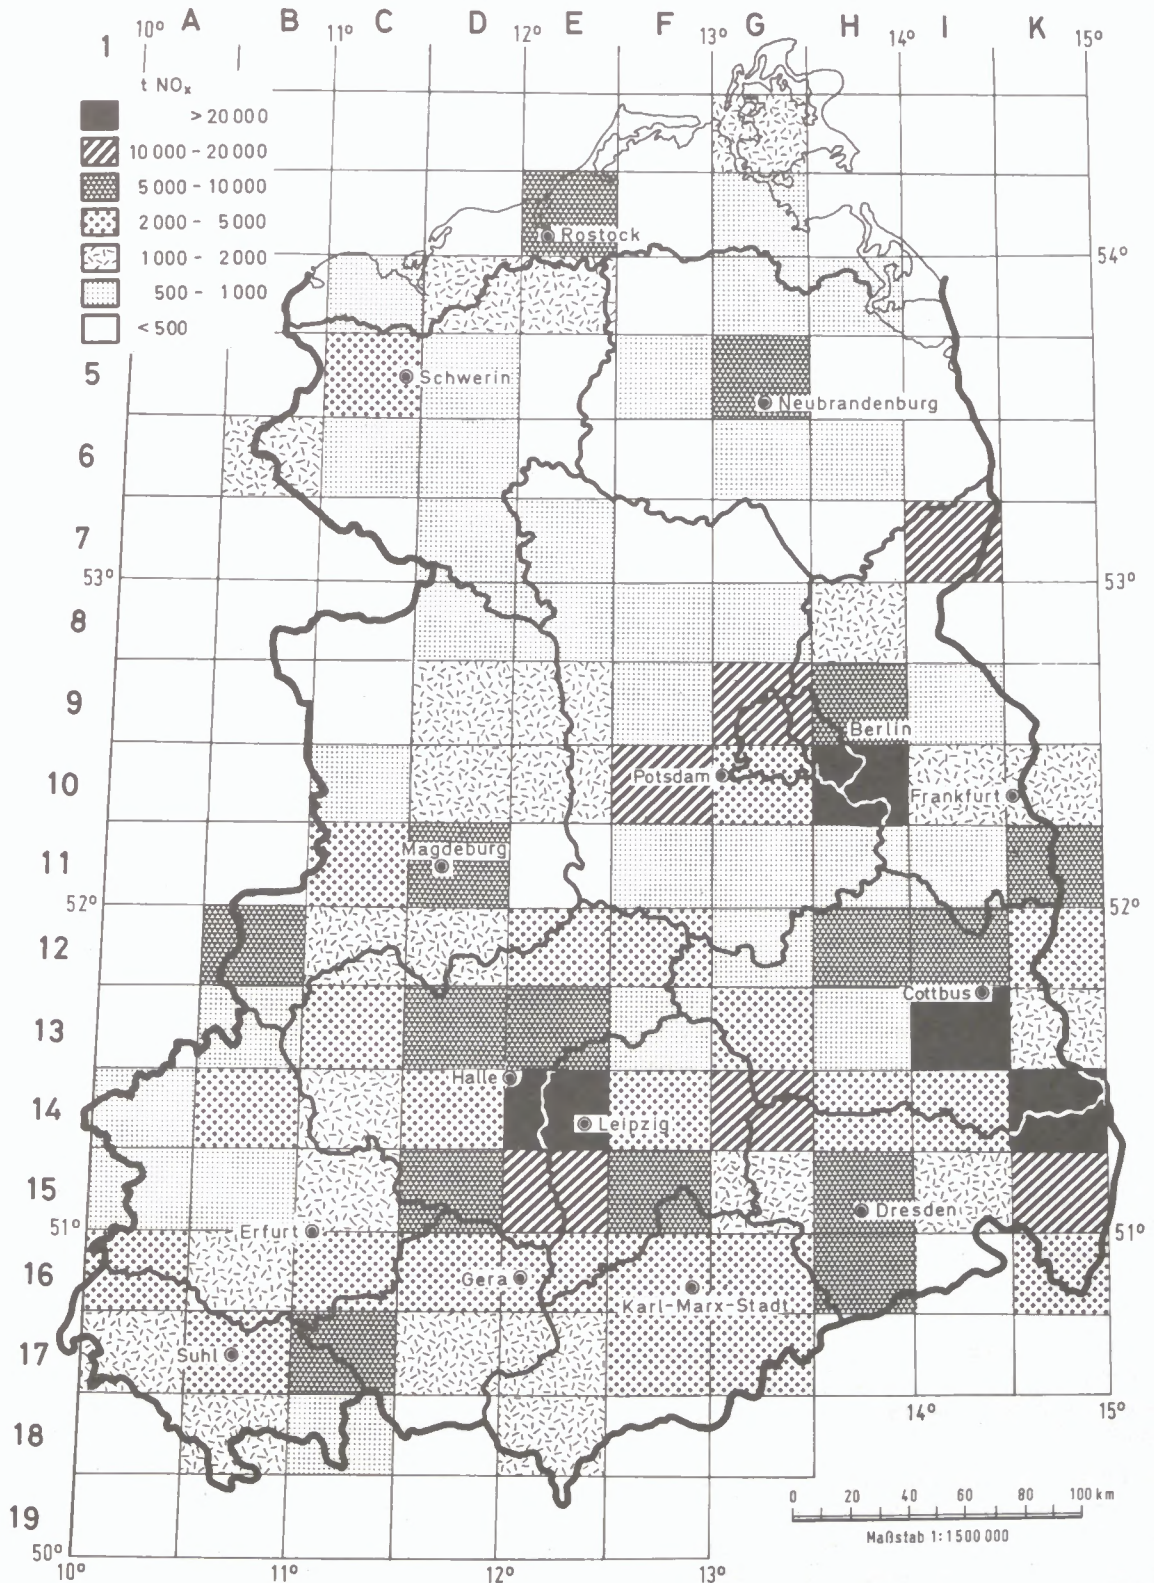 1 10° A B 11° C D 12° E F 13° G H 14° I K 15°
t NOₓ
> 20 000
10 000 - 20 000
5 000 - 10 000
2 000 - 5 000
1 000 - 2 000
500 - 1 000
< 500
Rostock
54°
5
Schwerin
Neubrandenburg
6
7
53° 53°
8
9
Berlin
10
Potsdam
Frankfurt
11
Magdeburg
52° 52°
12
Cottbus
13
Halle
14
Leipzig
15
Dresden
51° Erfurt 51°
16
Gera
Karl-Marx-Stadt
17
Suhl
14° 15°
18
0 20 40 60 80 100 km
19
Maßstab 1:1 500 000
50°
10° 11° 12° 13°